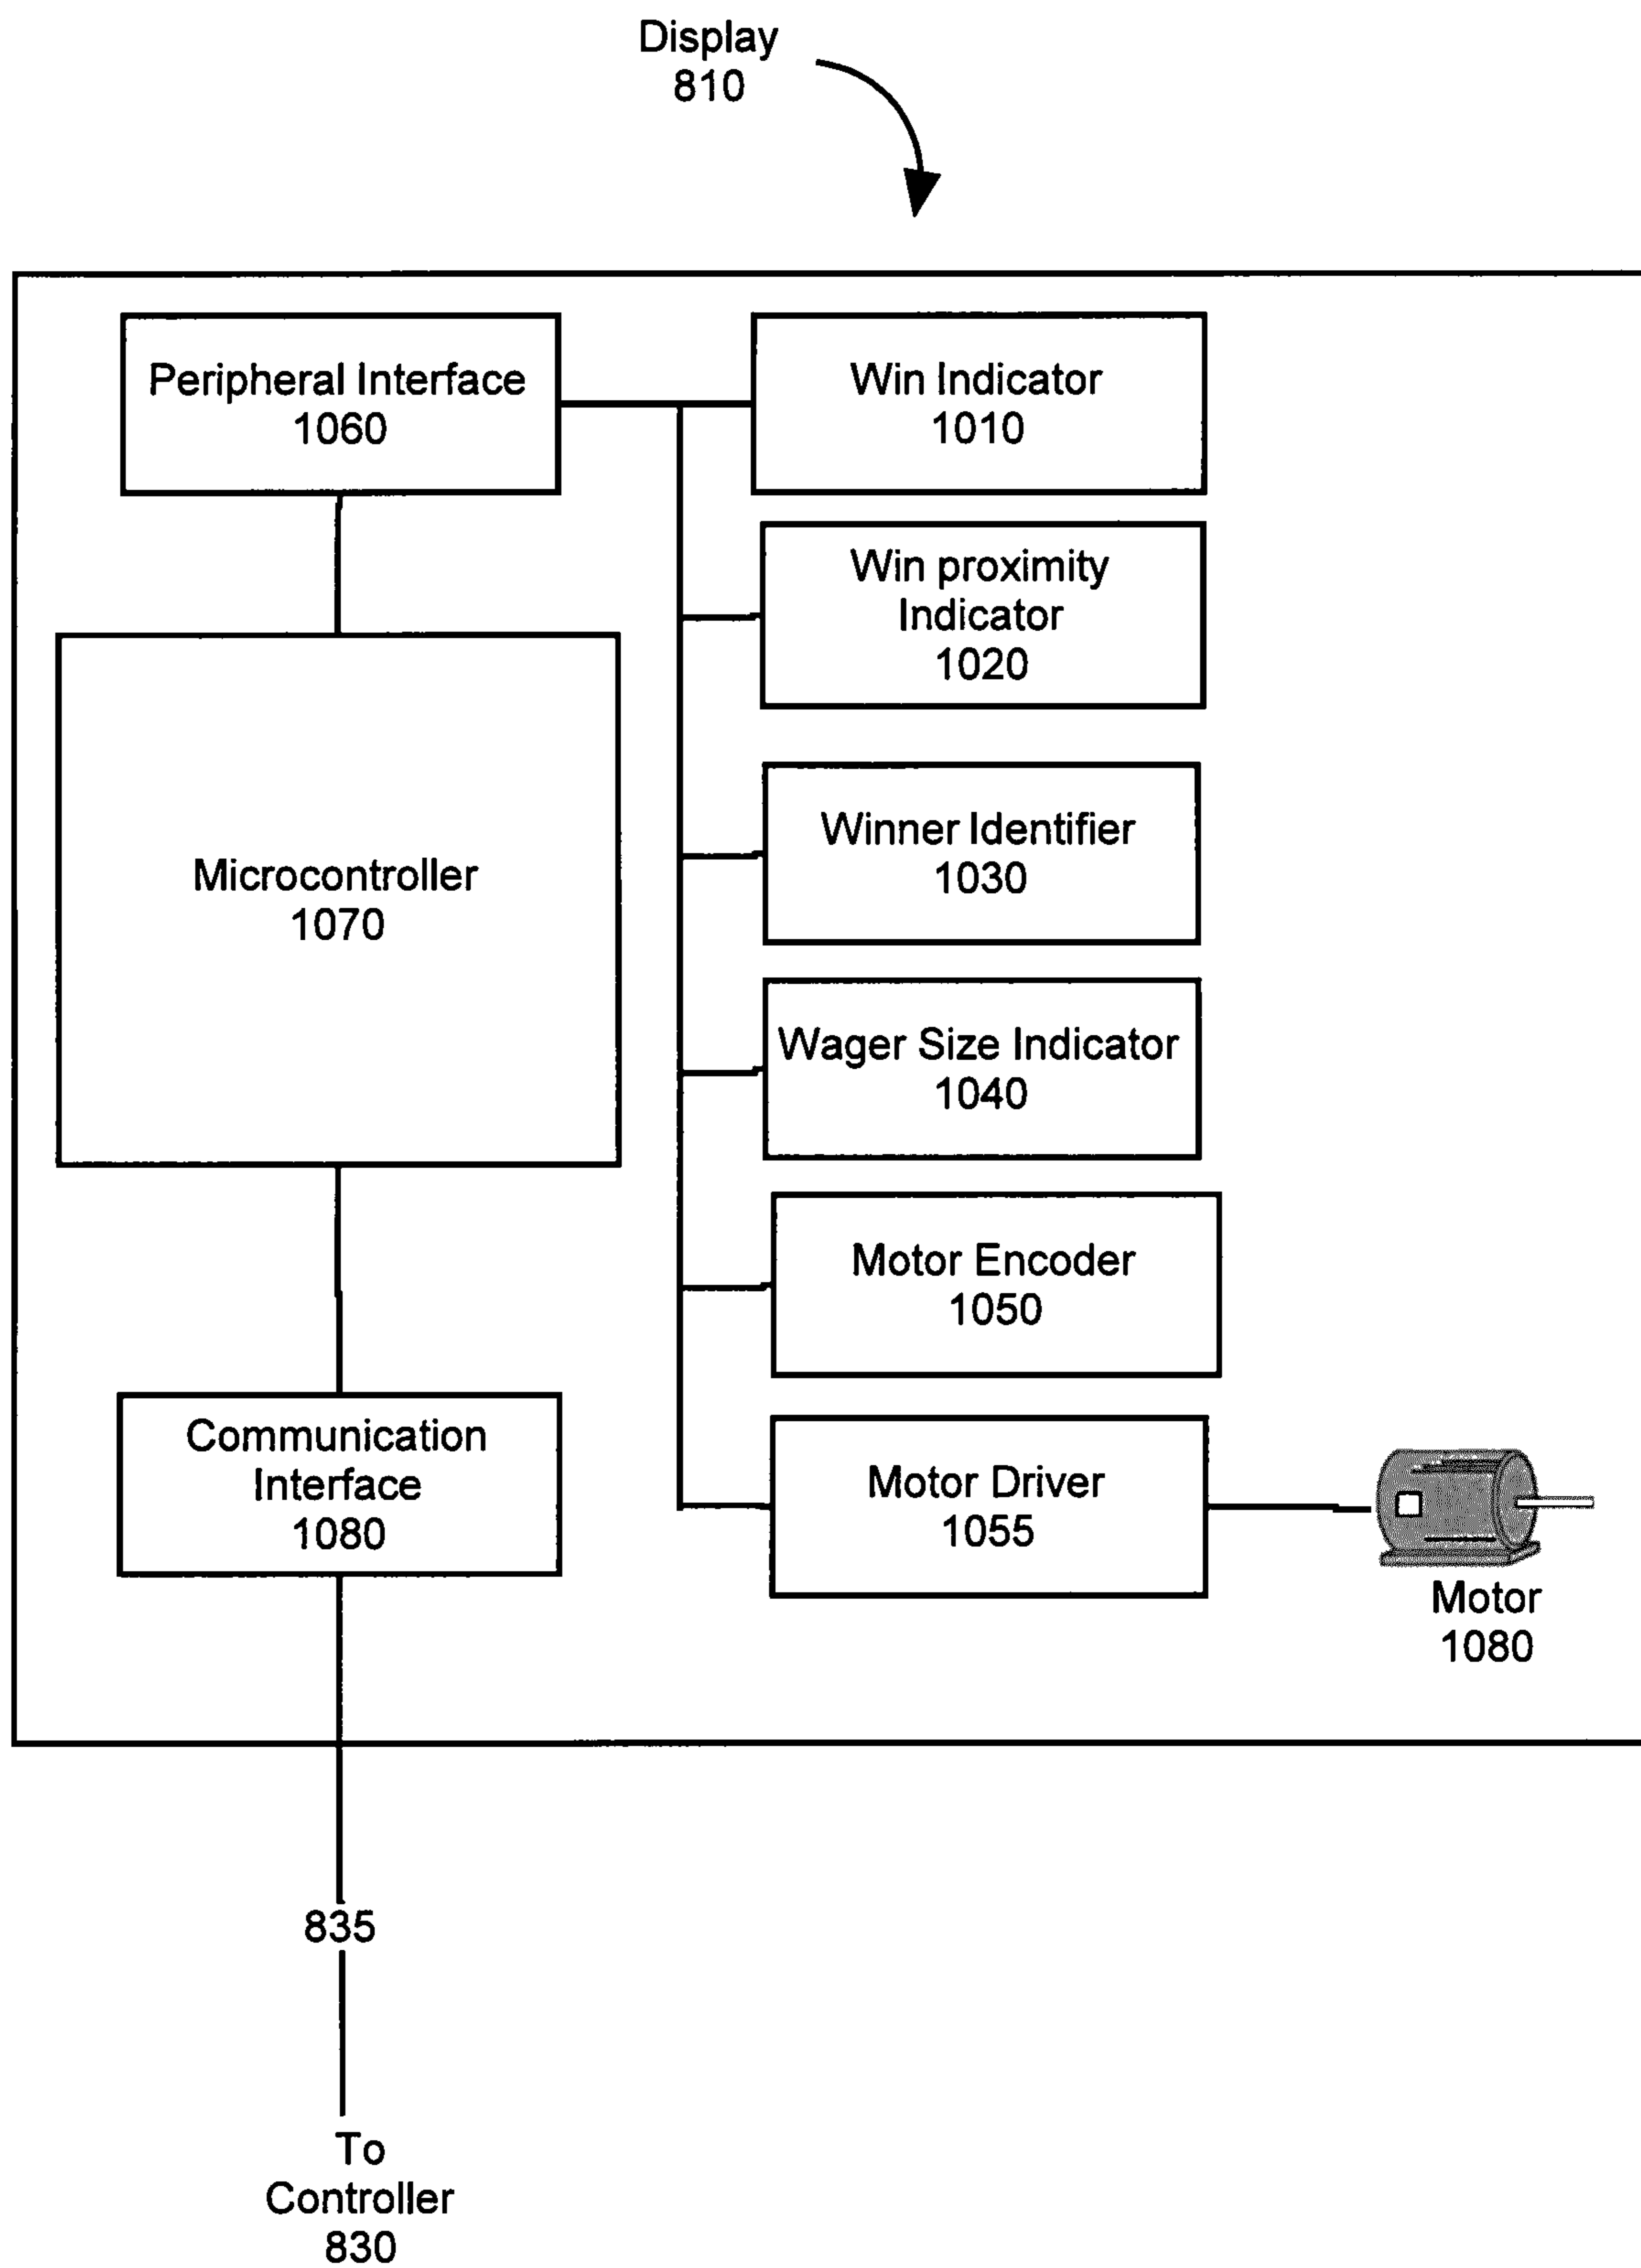 Display
810
Peripheral Interface
1060
Win Indicator
1010
Win proximity
Indicator
1020
Winner Identifier
1030
Microcontroller
1070
Wager Size Indicator
1040
Motor Encoder
1050
Communication
Interface
1080
Motor Driver
1055
Motor
1080
835
To
Controller
830